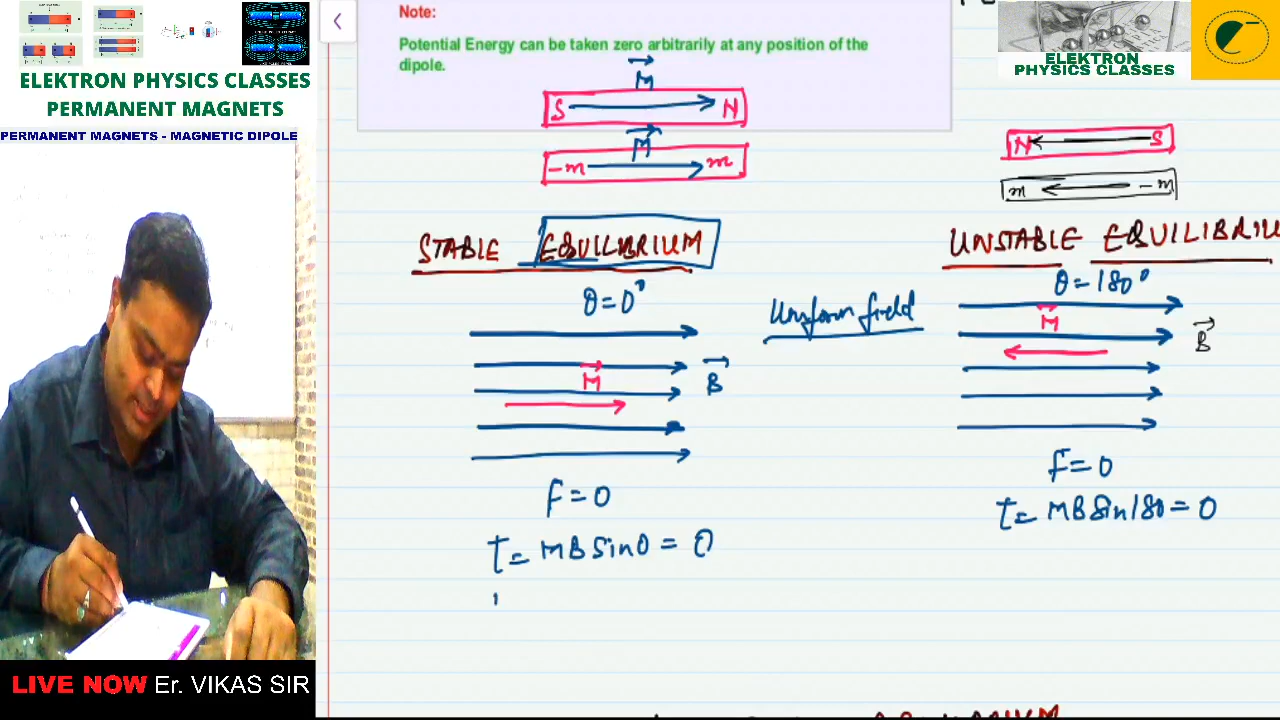 ELEKTRON PHYSICS CLASSES
PERMANENT MAGNETS
PERMANENT MAGNETS - MAGNETIC DIPOLE
LIVE NOW Er. VIKAS SIR
Note:
Potential Energy can be taken zero arbitrarily at any position of the
dipole.
M
S N
M
-m m
STABLE EQUILIBRIUM
θ=0°
M
B
F=0
τ= MB sin0 = 0
Uniform field
ELEKTRON
PHYSICS CLASSES
N S
m -m
UNSTABLE EQUILIBRIU
θ=180°
M
B
F=0
τ= MB sin180=0